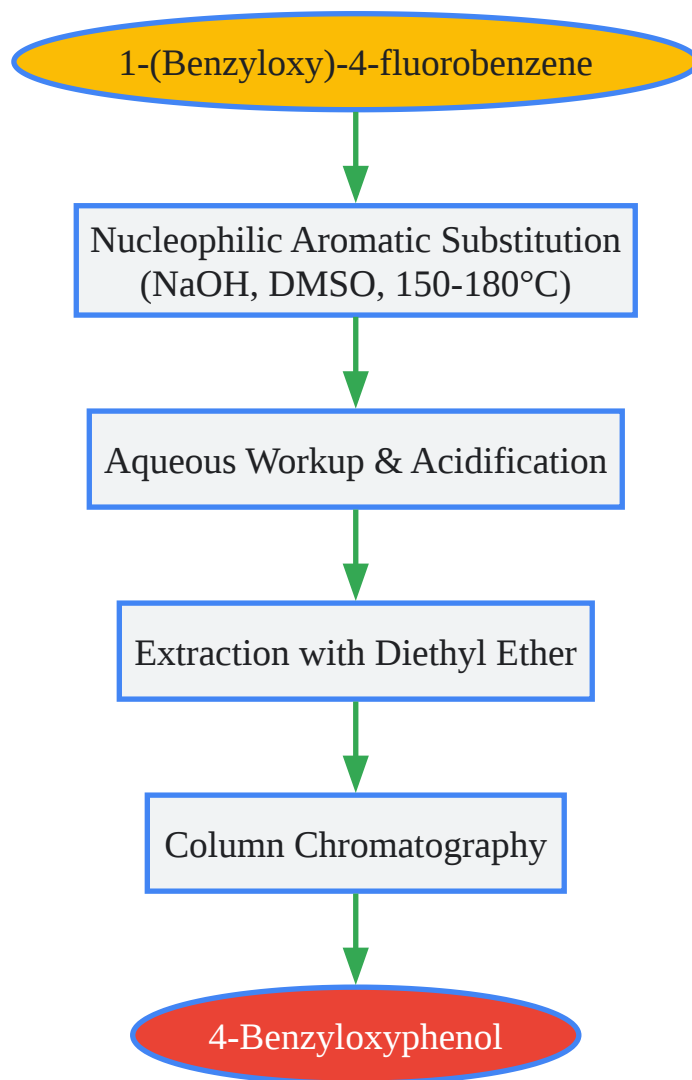 1-(Benzyloxy)-4-fluorobenzene
Nucleophilic Aromatic Substitution
(NaOH, DMSO, 150-180°C)
Aqueous Workup & Acidification
Extraction with Diethyl Ether
Column Chromatography
4-Benzyloxyphenol